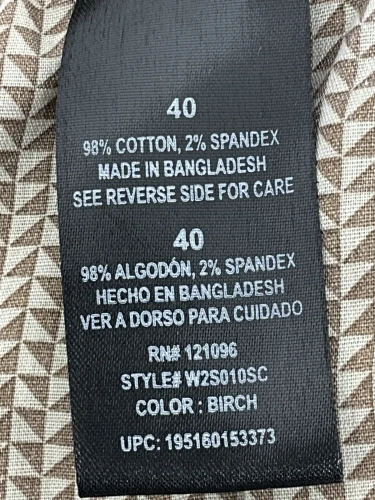 40
98% COTTON, 2% SPANDEX
MADE IN BANGLADESH
SEE REVERSE SIDE FOR CARE
40
98% ALGODÓN, 2% SPANDEX
HECHO EN BANGLADESH
VER A DORSO PARA CUIDADO
RN# 121096
STYLE# W2S010SC
COLOR : BIRCH
UPC: 195160153373